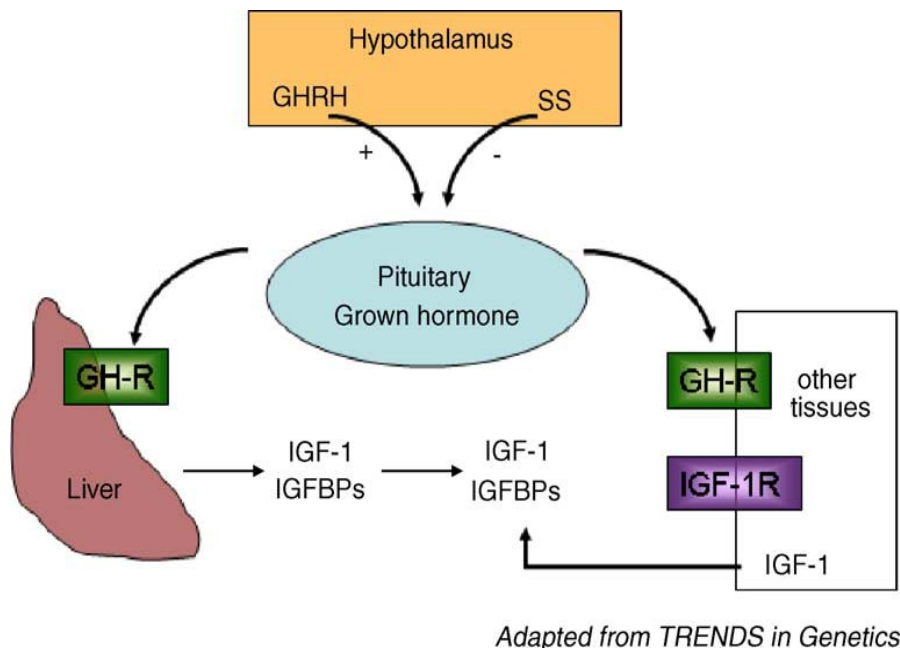 Hypothalamus
GHRH
SS
+
-
Pituitary
Grown hormone
GH-R
GH-R
other
tissues
IGF-1
IGFBPs
IGF-1
IGFBPs
IGF-1R
Liver
IGF-1
Adapted from TRENDS in Genetics